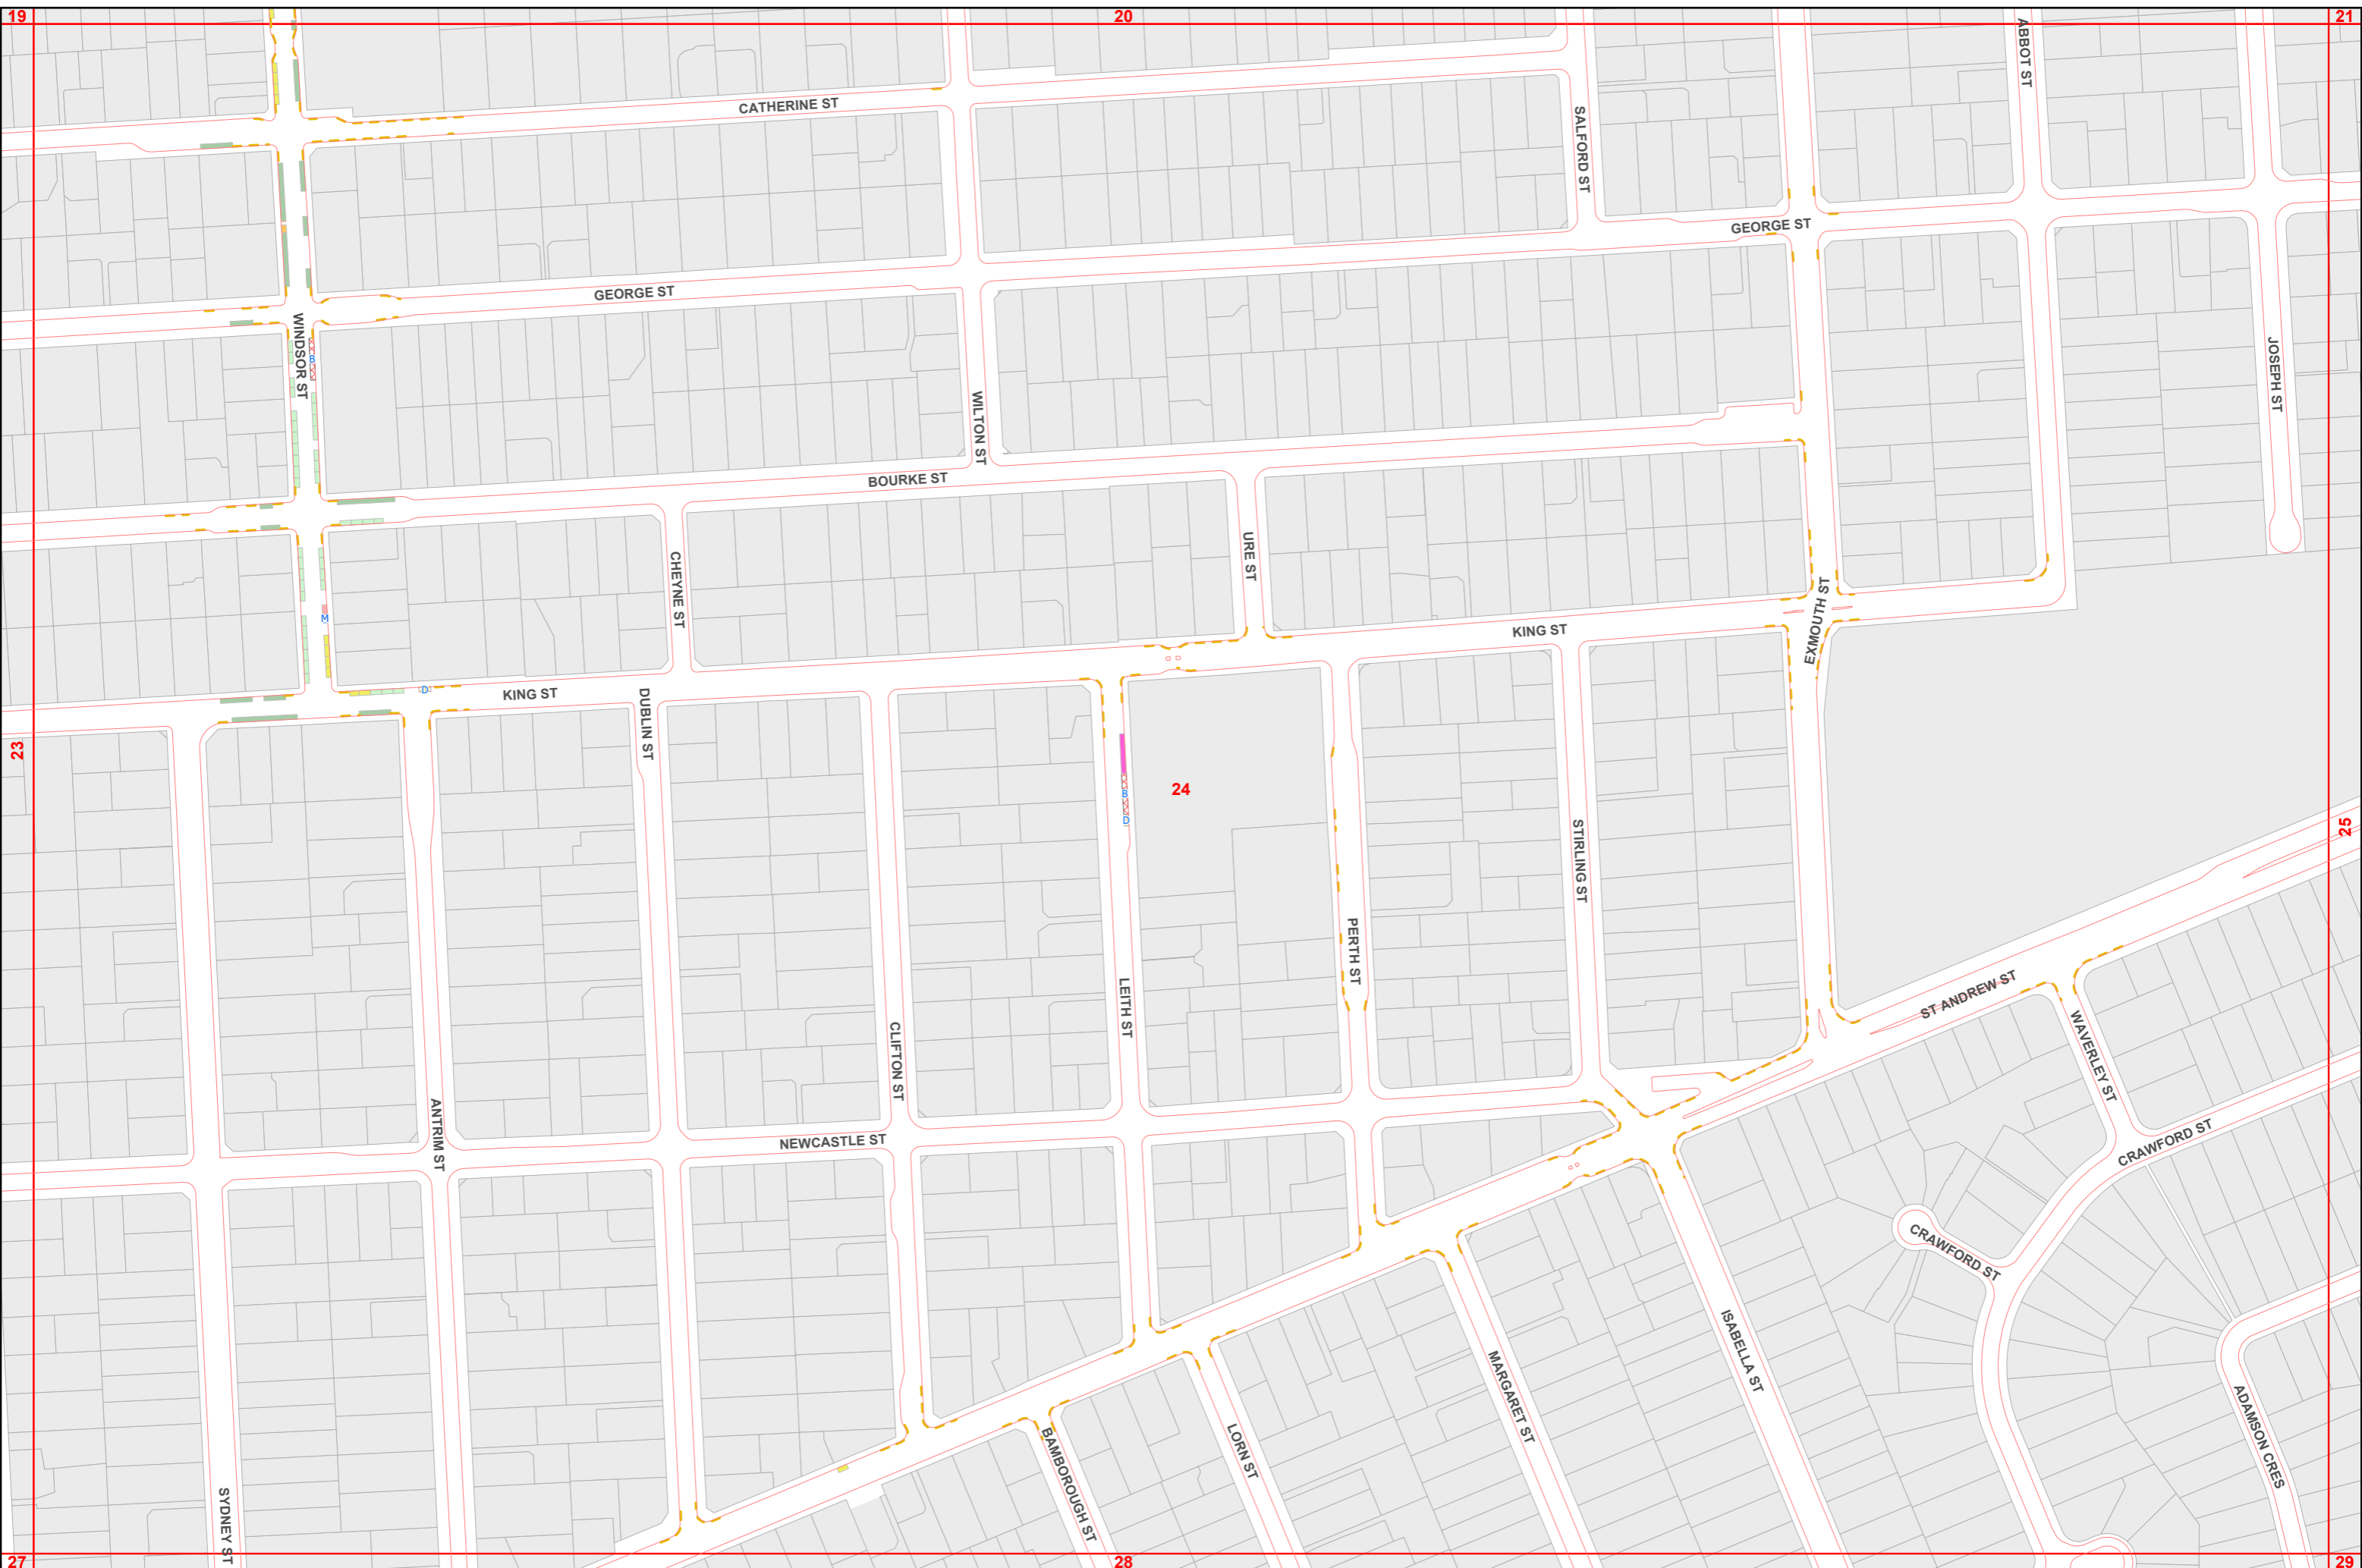 19
20
21
ABBOT ST
CATHERINE ST
SALFORD ST
GEORGE ST
GEORGE ST
WINDSOR ST
B
JOSEPH ST
WILTON ST
BOURKE ST
URE ST
CHEYNE ST
EXMOUTH ST
M
KING ST
KING ST
D
DUBLIN ST
23
24
B
D
25
STIRLING ST
PERTH ST
LEITH ST
ST ANDREW ST
CLIFTON ST
WAVERLEY ST
ANTRIM ST
NEWCASTLE ST
CRAWFORD ST
CRAWFORD ST
ISABELLA ST
MARGARET ST
ADAMSON CRES
LORN ST
BAMBOROUGH ST
SYDNEY ST
27
28
29